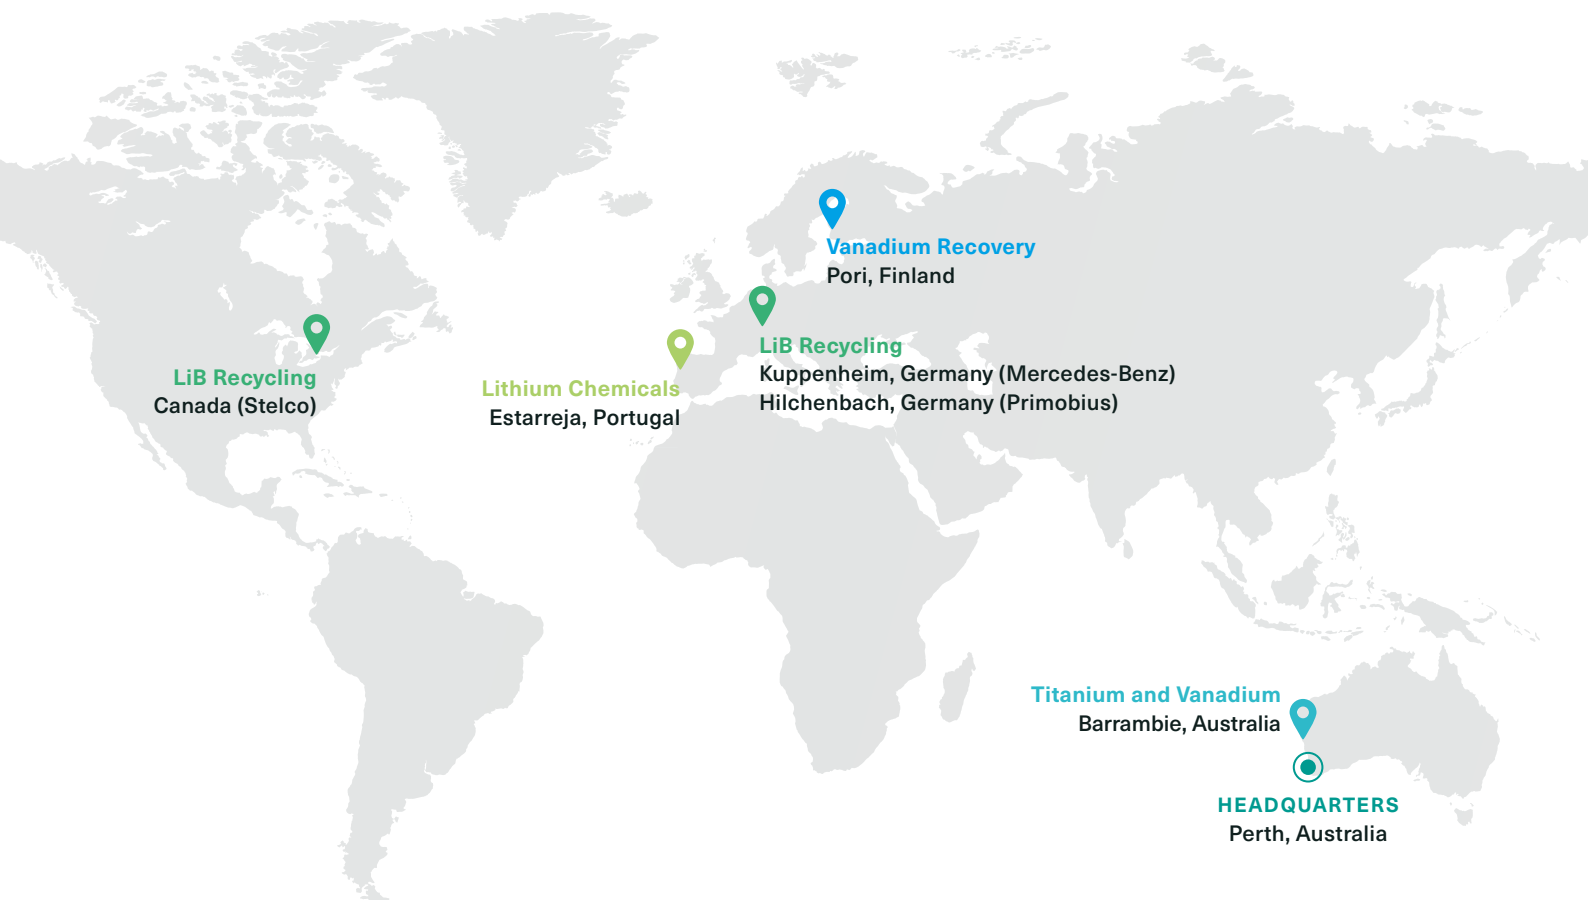 Vanadium Recovery
Pori, Finland
LiB Recycling
Kuppenheim, Germany (Mercedes-Benz)
Hilchenbach, Germany (Primobius)
LiB Recycling
Canada (Stelco)
Lithium Chemicals
Estarreja, Portugal
Titanium and Vanadium
Barrambie, Australia
HEADQUARTERS
Perth, Australia